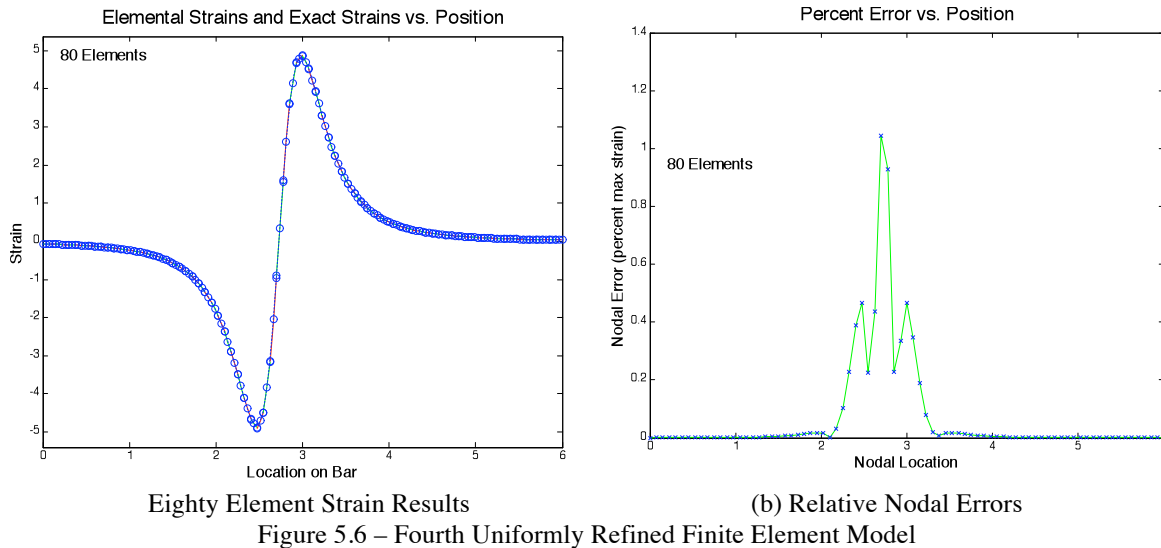 Elemental Strains and Exact Strains vs. Position
80 Elements
5
4
3
2
1
0
-1
-2
-3
-4
-5
Strain
0 1 2 3 4 5 6
Location on Bar
Eighty Element Strain Results
Percent Error vs. Position
80 Elements
1.4
1.2
1
0.8
0.6
0.4
0.2
0
Nodal Error (percent max strain)
0 1 2 3 4 5
Nodal Location
(b) Relative Nodal Errors
Figure 5.6 – Fourth Uniformly Refined Finite Element Model